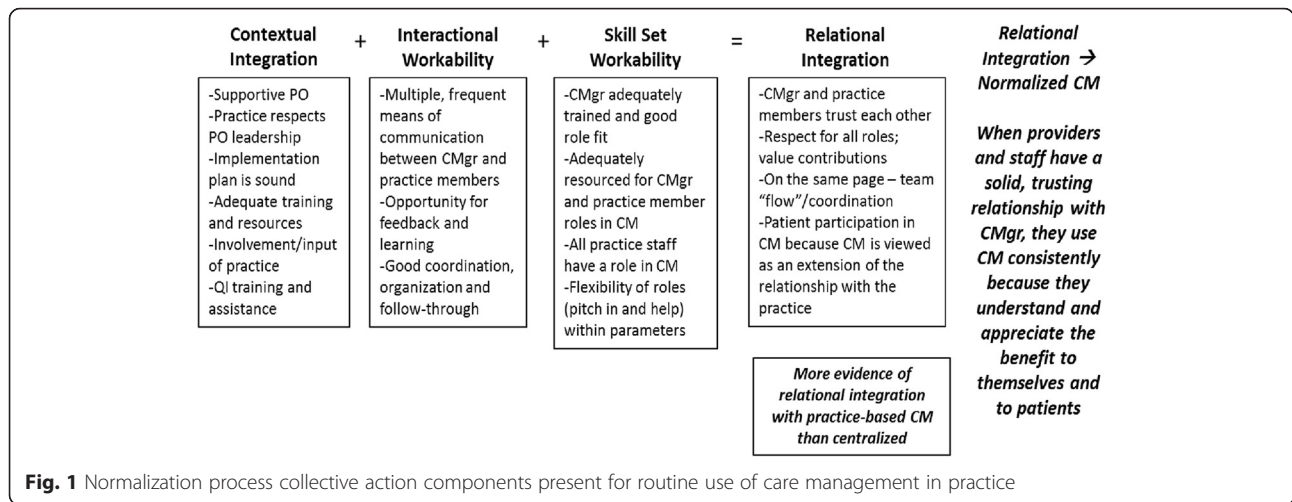 Contextual
Integration
-Supportive PO
-Practice respects
PO leadership
-Implementation
plan is sound
-Adequate training
and resources
-Involvement/input
of practice
-QI training and
assistance
+
Interactional
Workability
-Multiple, frequent
means of
communication
between CMgr and
practice members
-Opportunity for
feedback and
learning
-Good coordination,
organization and
follow-through
+
Skill Set
Workability
-CMgr adequately
trained and good
role fit
-Adequately
resourced for CMgr
and practice member
roles in CM
-All practice staff
have a role in CM
-Flexibility of roles
(pitch in and help)
within parameters
=
Relational
Integration
-CMgr and practice
members trust each other
-Respect for all roles;
value contributions
-On the same page – team
“flow”/coordination
-Patient participation in
CM because CM is viewed
as an extension of the
relationship with the
practice
More evidence of
relational integration
with practice-based CM
than centralized
Relational
Integration →
Normalized CM
When providers
and staff have a
solid, trusting
relationship with
CMgr, they use
CM consistently
because they
understand and
appreciate the
benefit to
themselves and
to patients
Fig. 1 Normalization process collective action components present for routine use of care management in practice